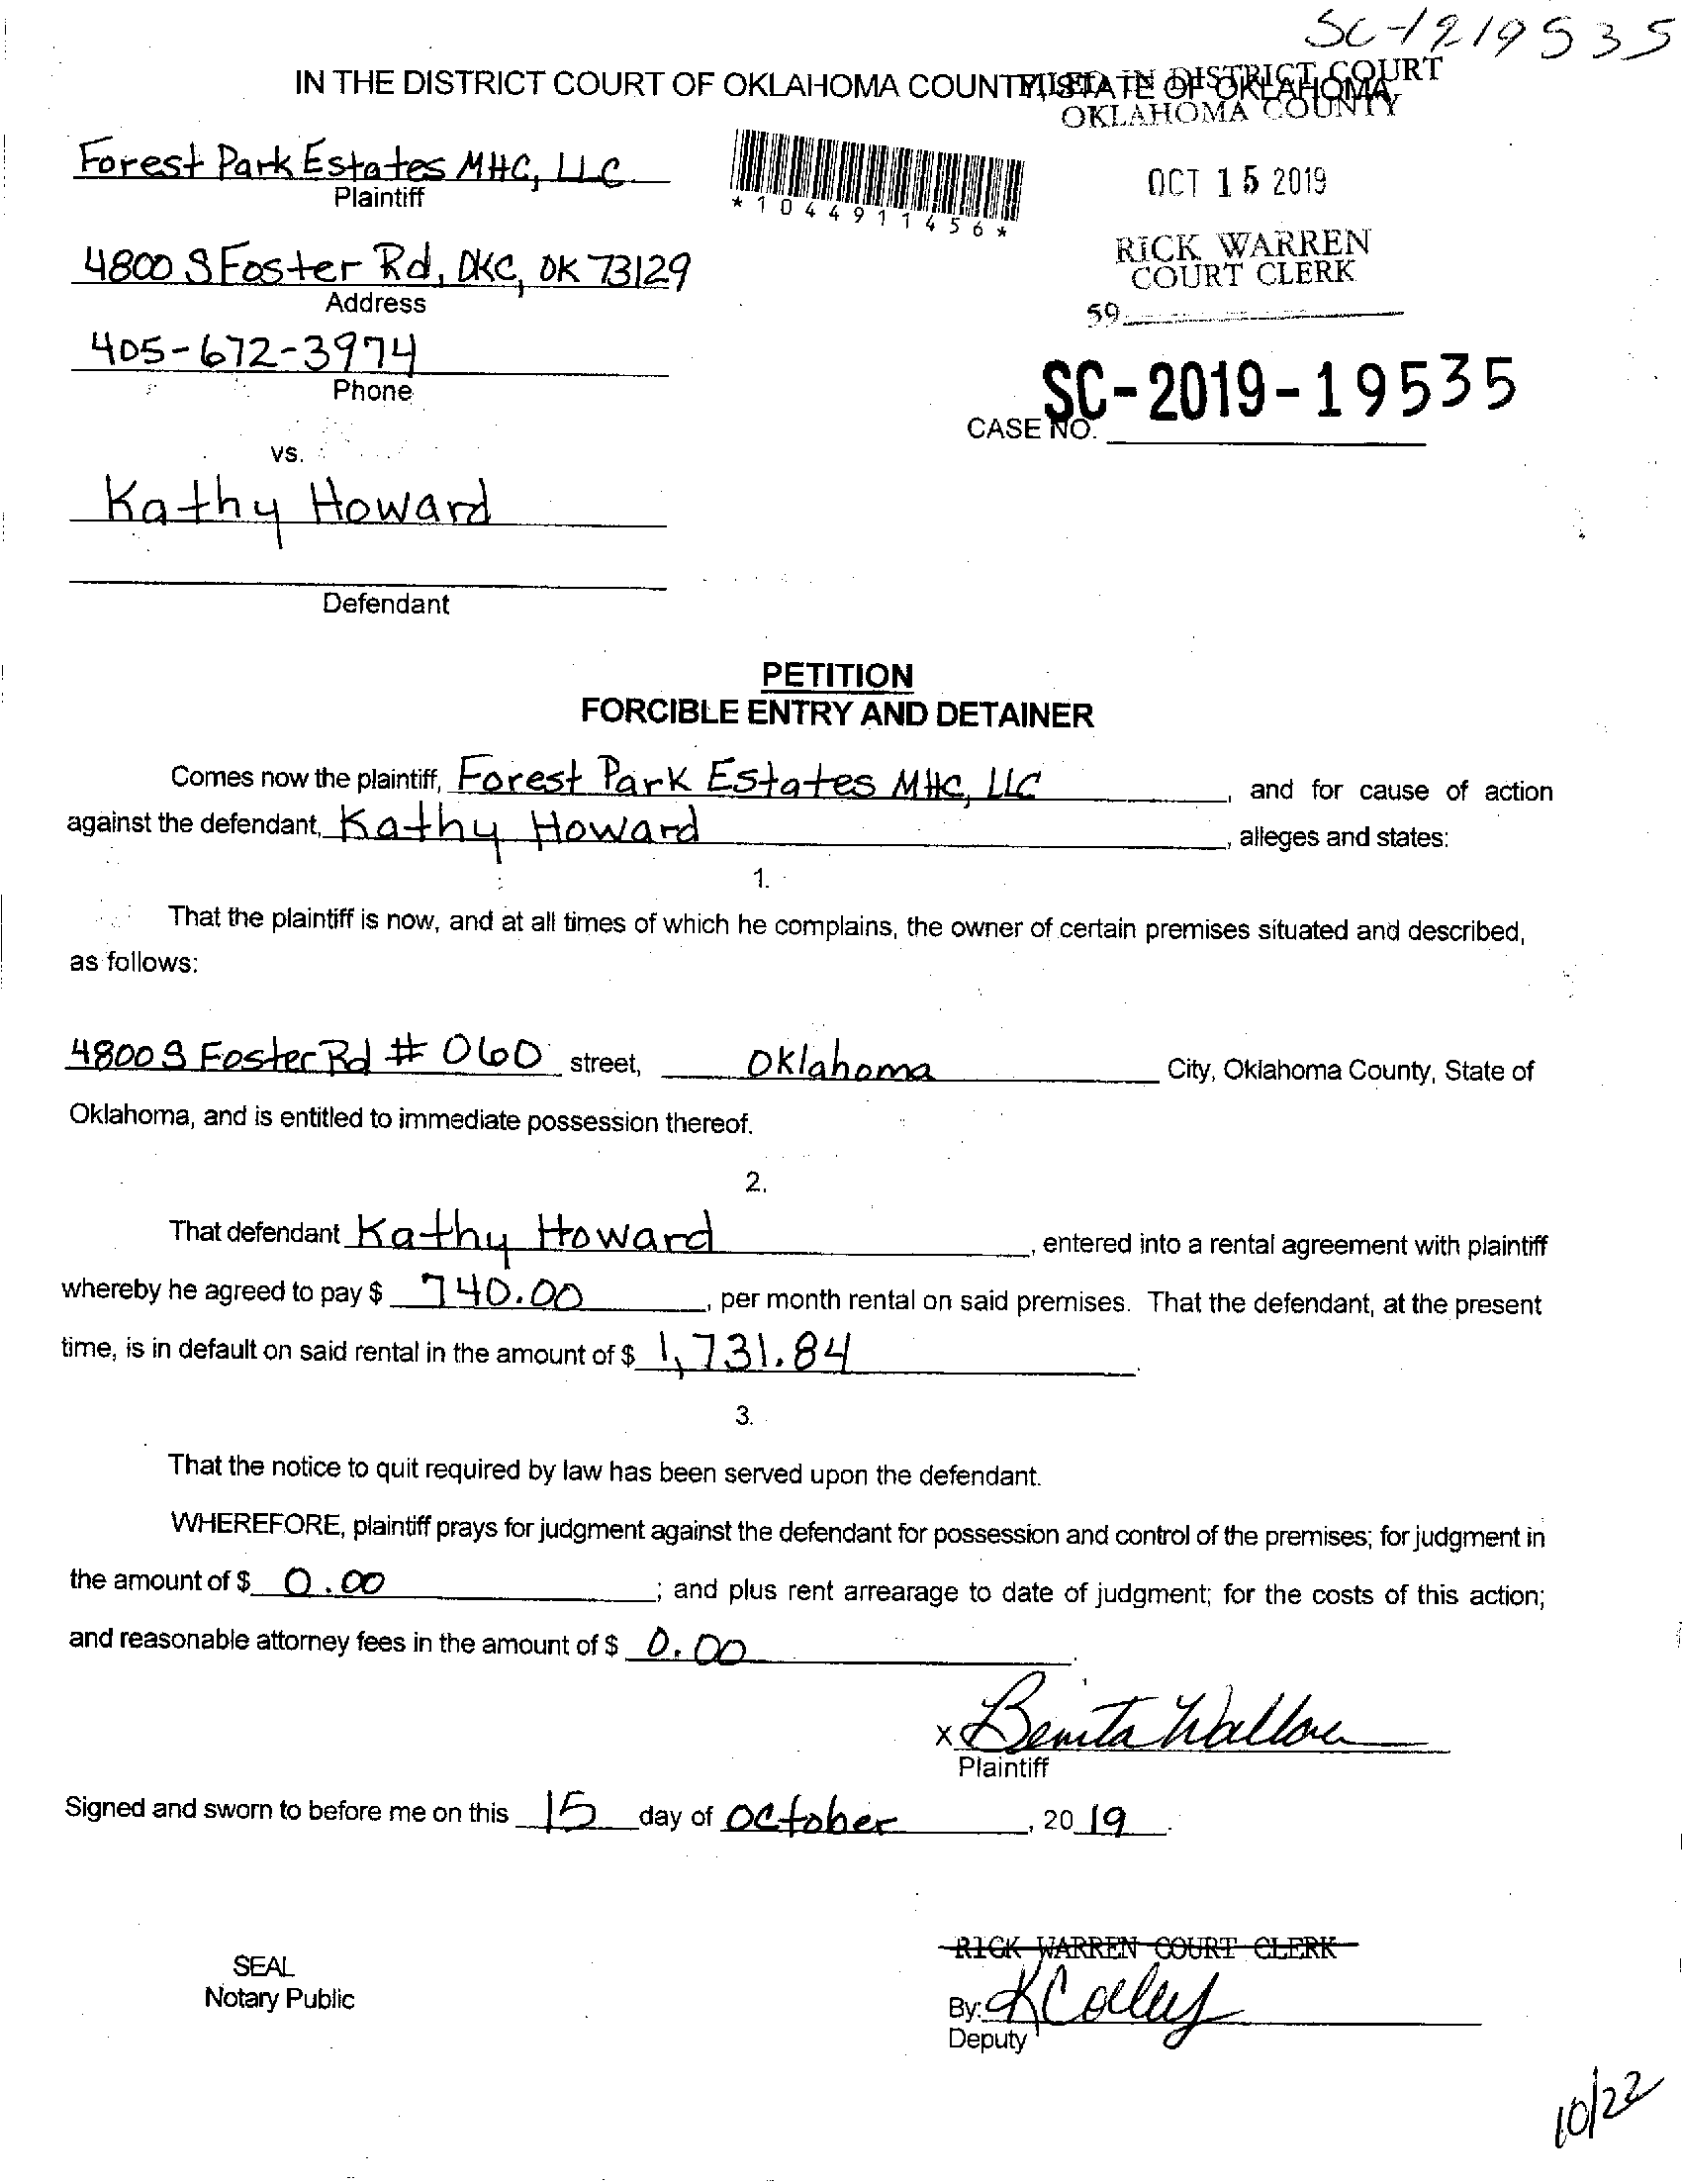 SC-1219535
IN THE DISTRICT COURT OF OKLAHOMA COUNTY, STATE OF OKLAHOMA
FILED IN DISTRICT COURT
OKLAHOMA COUNTY
Forest Park Estates MHC, LLC
Plaintiff
*1044911456*
OCT 15 2019
RICK WARREN
COURT CLERK
59
4800 S Foster Rd, OKC, OK 73129
Address
405-672-3974
Phone
SC-2019-19535
CASE NO.
vs.
Kathy Howard
Defendant
PETITION
FORCIBLE ENTRY AND DETAINER
Comes now the plaintiff, Forest Park Estates MHC, LLC, and for cause of action
against the defendant, Kathy Howard, alleges and states:
1.
That the plaintiff is now, and at all times of which he complains, the owner of certain premises situated and described,
as follows:
4800 S Foster Rd # 060 street, Oklahoma City, Oklahoma County, State of
Oklahoma, and is entitled to immediate possession thereof.
2.
That defendant Kathy Howard, entered into a rental agreement with plaintiff
whereby he agreed to pay $ 740.00, per month rental on said premises. That the defendant, at the present
time, is in default on said rental in the amount of $ 1,731.84.
3.
That the notice to quit required by law has been served upon the defendant.
WHEREFORE, plaintiff prays for judgment against the defendant for possession and control of the premises; for judgment in
the amount of $ 0.00; and plus rent arrearage to date of judgment; for the costs of this action;
and reasonable attorney fees in the amount of $ 0.00.
x Benita Wallace
Plaintiff
Signed and sworn to before me on this 15 day of October, 2019.
RICK WARREN COURT CLERK
SEAL
Notary Public
By: K Colley
Deputy
10/22